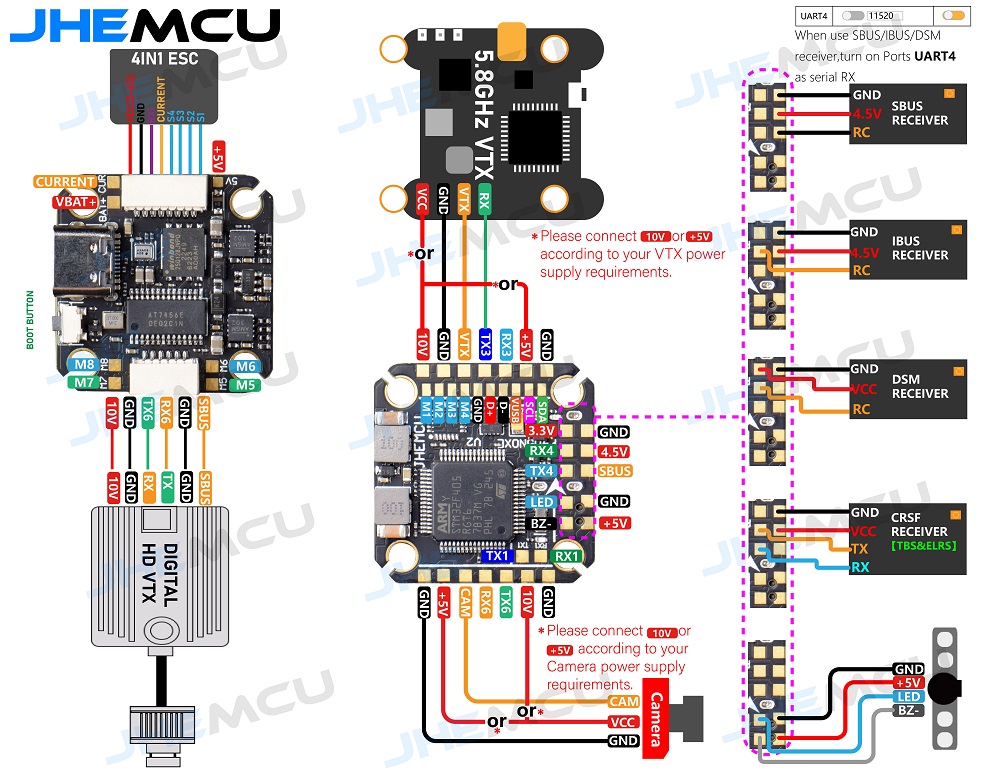 JHEMCU
4IN1 ESC
GND
CURRENT
S4
S3
S2
S1
+5V
CURRENT
CUR
5V
VBAT+
BAT+
BOOT BUTTON
AT7456E
M8
M7
M8
M7
M6
M5
M6
M5
10V
GND
TX6
RX6
GND
SBUS
10V
GND
RX
TX
GND
SBUS
DIGITAL
HD VTX
5.8GHz VTX
VCC
GND
VTX
RX
*or
*or
* Please connect 10V or +5V
according to your VTX power
supply requirements.
10V
GND
VTX
TX3
RX3
+5V
GND
M1
M2
M3
M4
GND
D+
D-
VUSB
SCL
SDA
JHEMCU
V2
3.3V
RX4
TX4
LED
BZ-
GND
4.5V
SBUS
GND
+5V
100
100
ARM
STM32F405
TX1
RX1
GND
+5V
CAM
RX6
TX6
10V
GND
* Please connect 10V or
+5V according to your
Camera power supply
requirements.
or*
or
*
CAM
VCC
GND
Camera
UART4 11520
When use SBUS/IBUS/DSM
receiver,turn on Ports UART4
as serial RX
GND
4.5V
RC
SBUS
RECEIVER
GND
4.5V
RC
IBUS
RECEIVER
GND
VCC
RC
DSM
RECEIVER
GND
VCC
TX
RX
CRSF
RECEIVER
【TBS&ELRS】
GND
+5V
LED
BZ-